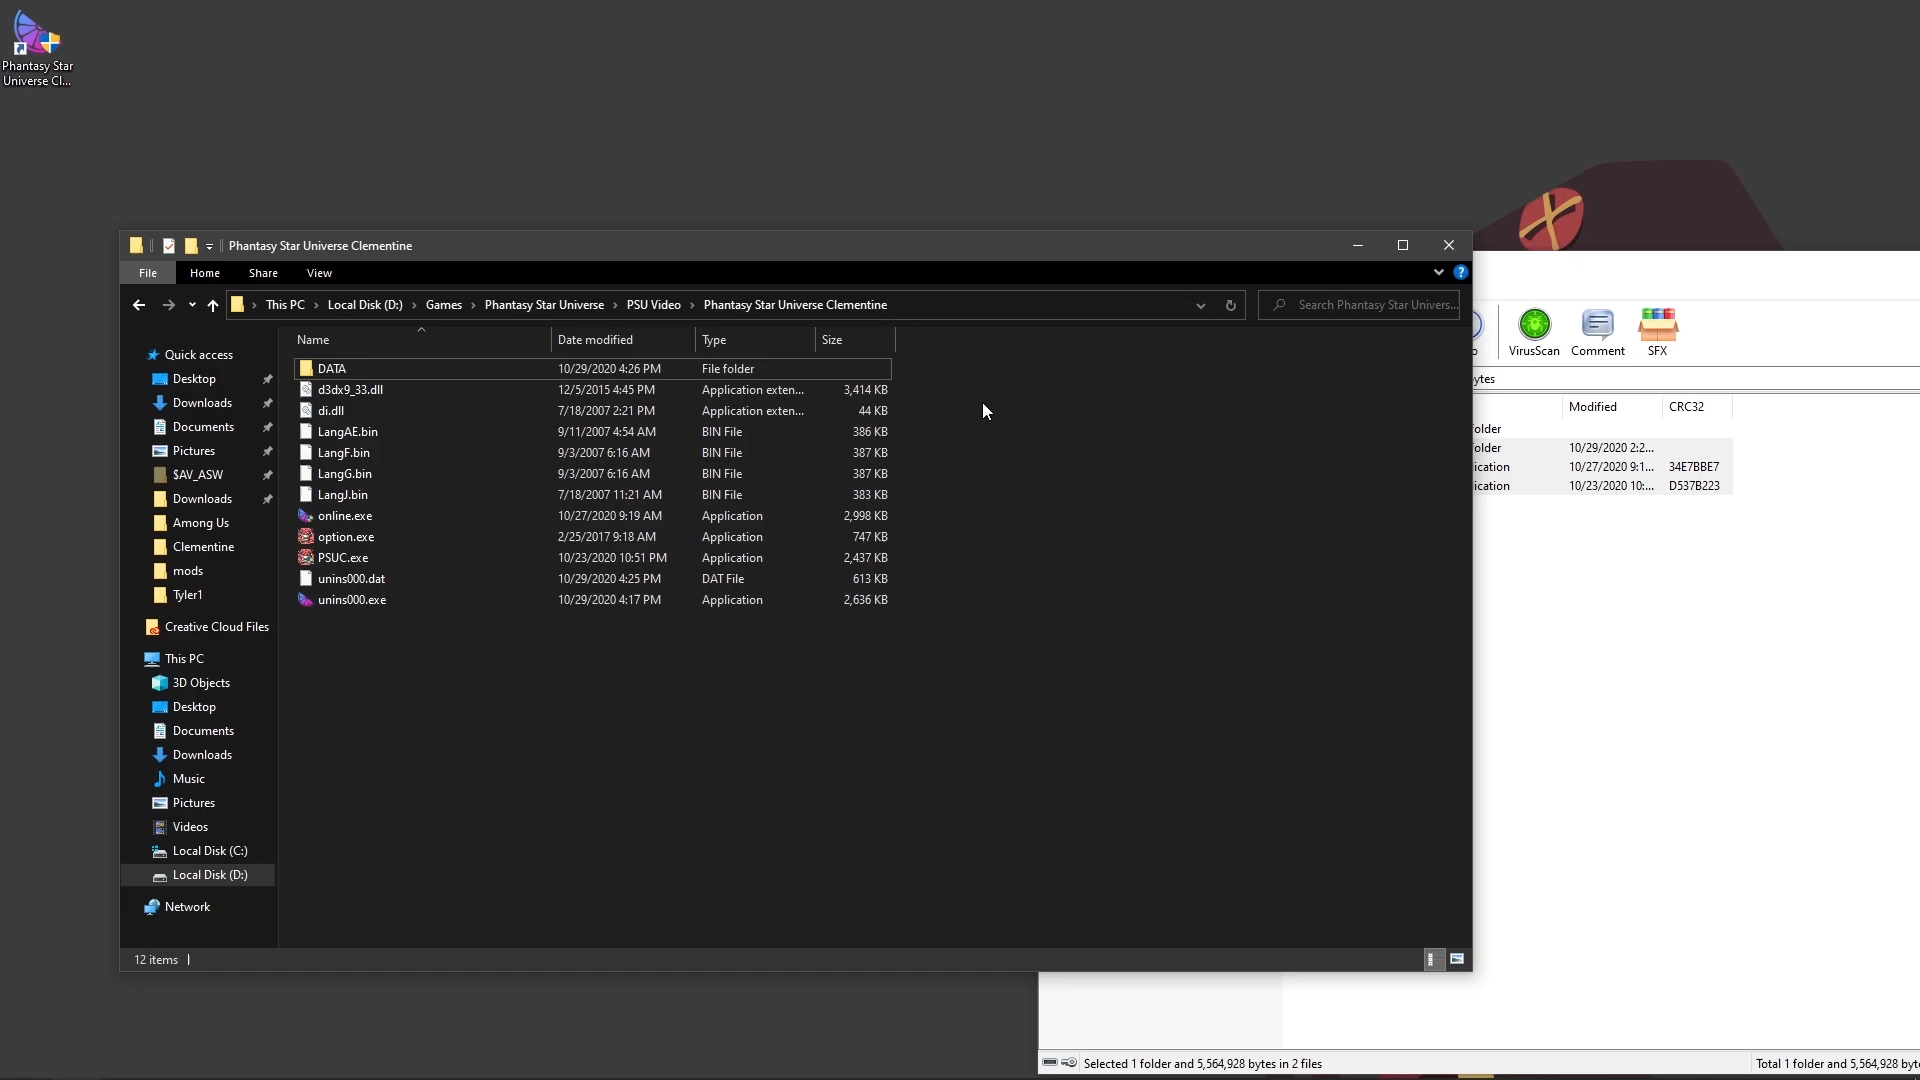 Phantasy Star
Universe Cl...
Phantasy Star Universe Clementine
File Home Share View
This PC > Local Disk (D:) > Games > Phantasy Star Universe > PSU Video > Phantasy Star Universe Clementine
Search Phantasy Star Univers...
Name Date modified Type Size
DATA 10/29/2020 4:26 PM File folder
d3dx9_33.dll 12/5/2015 4:45 PM Application exten... 3,414 KB
di.dll 7/18/2007 2:21 PM Application exten... 44 KB
LangAE.bin 9/11/2007 4:54 AM BIN File 386 KB
LangF.bin 9/3/2007 6:16 AM BIN File 387 KB
LangG.bin 9/3/2007 6:16 AM BIN File 387 KB
LangJ.bin 7/18/2007 11:21 AM BIN File 383 KB
online.exe 10/27/2020 9:19 AM Application 2,998 KB
option.exe 2/25/2017 9:18 AM Application 747 KB
PSUC.exe 10/23/2020 10:51 PM Application 2,437 KB
unins000.dat 10/29/2020 4:25 PM DAT File 613 KB
unins000.exe 10/29/2020 4:17 PM Application 2,636 KB
Quick access
Desktop
Downloads
Documents
Pictures
$AV_ASW
Downloads
Among Us
Clementine
mods
Tyler1
Creative Cloud Files
This PC
3D Objects
Desktop
Documents
Downloads
Music
Pictures
Videos
Local Disk (C:)
Local Disk (D:)
Network
12 items
o VirusScan Comment SFX
ytes
Modified CRC32
older
older 10/29/2020 2:2...
ication 10/27/2020 9:1... 34E7BBE7
ication 10/23/2020 10:... D537B223
Selected 1 folder and 5,564,928 bytes in 2 files
Total 1 folder and 5,564,928 byt